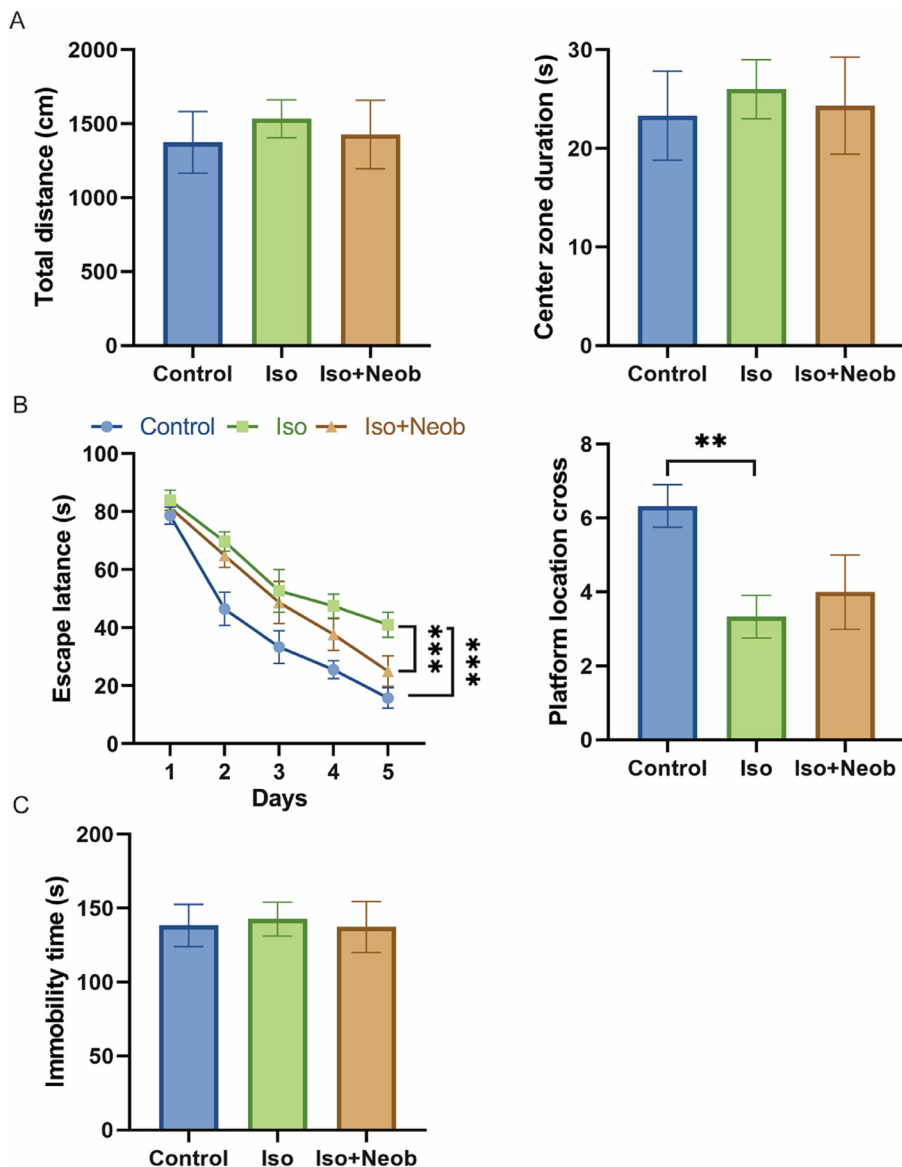 A
Total distance (cm)
2000
1500
1000
500
0
Control Iso Iso+Neob
Center zone duration (s)
30
20
10
0
Control Iso Iso+Neob
B
Control Iso Iso+Neob
Escape latance (s)
100
80
60
40
20
0
1 2 3 4 5
Days
***
***
Platform location cross
8
6
4
2
0
**
Control Iso Iso+Neob
C
Immobility time (s)
200
150
100
50
0
Control Iso Iso+Neob